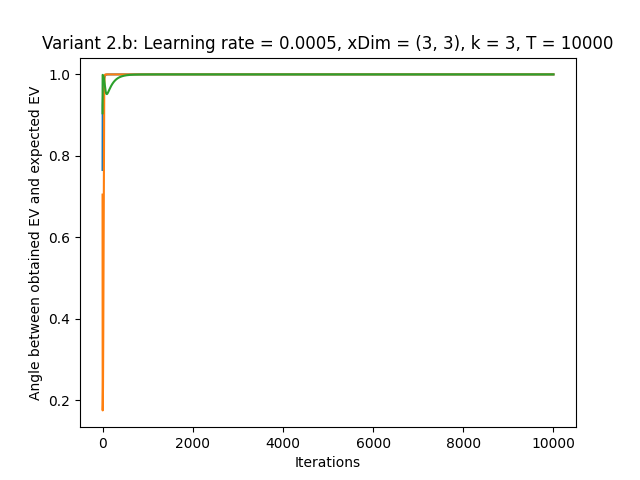 Variant 2.b: Learning rate = 0.0005, xDim = (3, 3), k = 3, T = 10000
Angle between obtained EV and expected EV
1.0
0.8
0.6
0.4
0.2
0 2000 4000 6000 8000 10000
Iterations